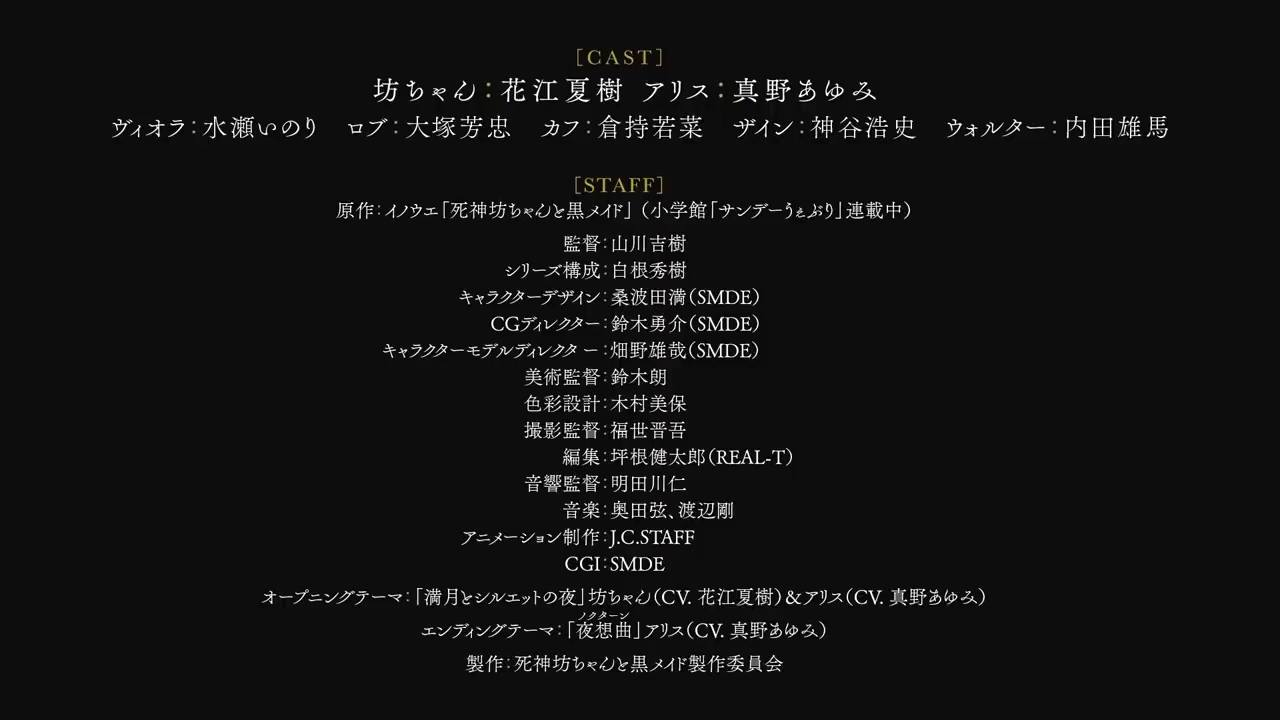 [CAST]
坊ちゃん：花江夏樹 アリス：真野あゆみ
ヴィオラ：水瀬いのり ロブ：大塚芳忠 カフ：倉持若菜 ザイン：神谷浩史 ウォルター：内田雄馬
[STAFF]
原作：イノウエ「死神坊ちゃんと黒メイド」（小学館「サンデーうぇぶり」連載中）
監督：山川吉樹
シリーズ構成：白根秀樹
キャラクターデザイン：桑波田満（SMDE）
CGディレクター：鈴木勇介（SMDE）
キャラクターモデルディレクター：畑野雄哉（SMDE）
美術監督：鈴木朗
色彩設計：木村美保
撮影監督：福世晋吾
編集：坪根健太郎（REAL-T）
音響監督：明田川仁
音楽：奥田弦、渡辺剛
アニメーション制作：J.C.STAFF
CGI：SMDE
オープニングテーマ：「満月とシルエットの夜」坊ちゃん（CV. 花江夏樹）＆アリス（CV. 真野あゆみ）
ノクターン
エンディングテーマ：「夜想曲」アリス（CV. 真野あゆみ）
製作：死神坊ちゃんと黒メイド製作委員会